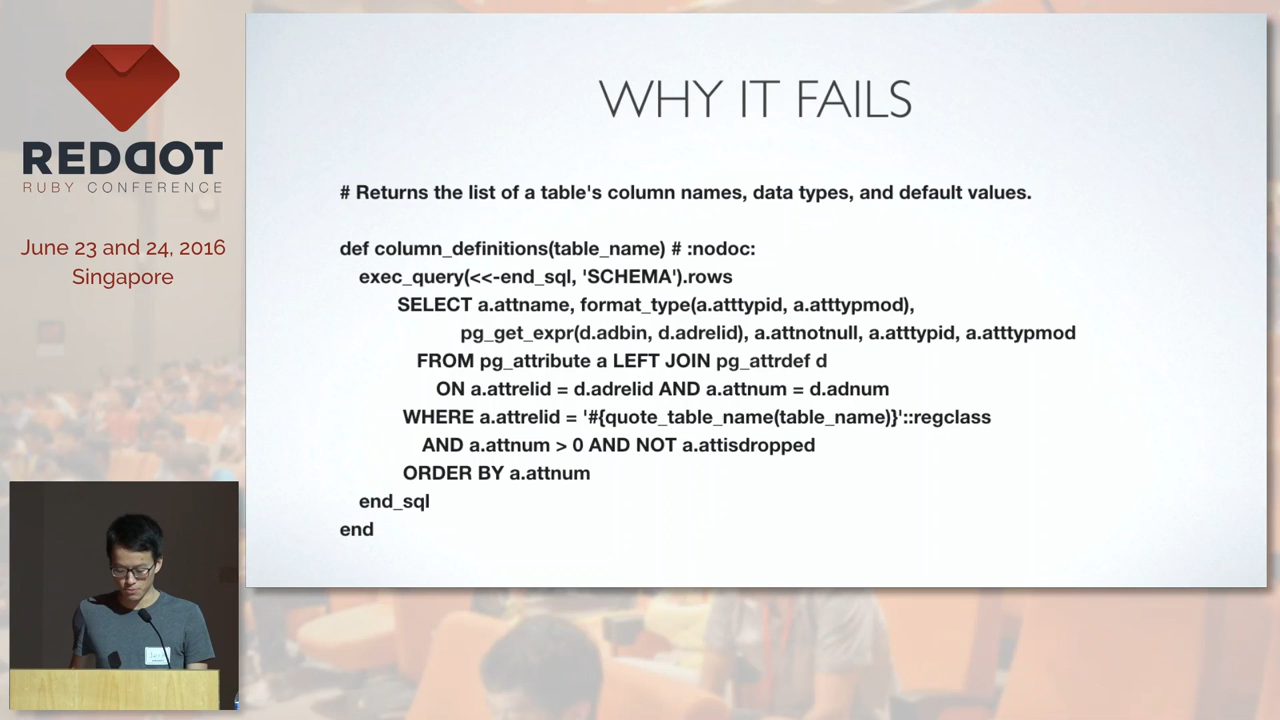 REDDOT
RUBY CONFERENCE
June 23 and 24, 2016
Singapore
WHY IT FAILS
# Returns the list of a table's column names, data types, and default values.
def column_definitions(table_name) # :nodoc:
exec_query(<<-end_sql, 'SCHEMA').rows
SELECT a.attname, format_type(a.atttypid, a.atttypmod),
pg_get_expr(d.adbin, d.adrelid), a.attnotnull, a.atttypid, a.atttypmod
FROM pg_attribute a LEFT JOIN pg_attrdef d
ON a.attrelid = d.adrelid AND a.attnum = d.adnum
WHERE a.attrelid = '#{quote_table_name(table_name)}'::regclass
AND a.attnum > 0 AND NOT a.attisdropped
ORDER BY a.attnum
end_sql
end